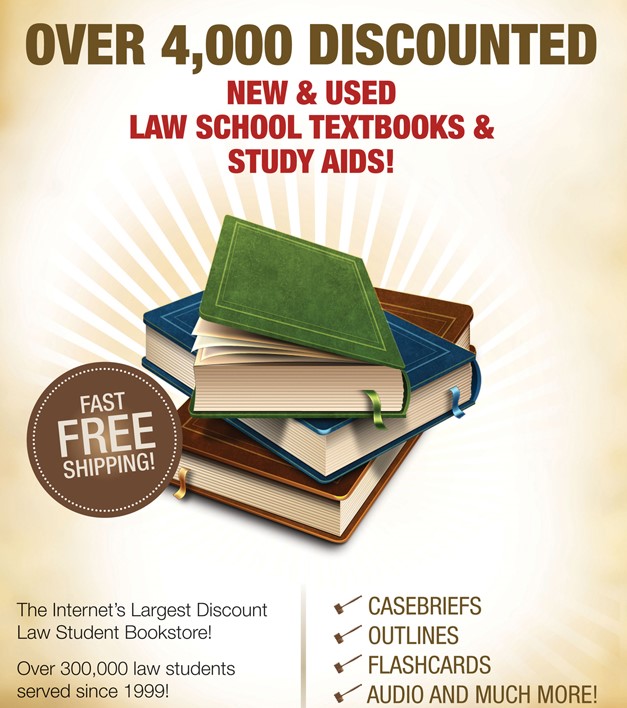 OVER 4,000 DISCOUNTED
NEW & USED
LAW SCHOOL TEXTBOOKS &
STUDY AIDS!
FAST
FREE
SHIPPING!
The Internet's Largest Discount
Law Student Bookstore!
Over 300,000 law students
served since 1999!
CASEBRIEFS
OUTLINES
FLASHCARDS
AUDIO AND MUCH MORE!